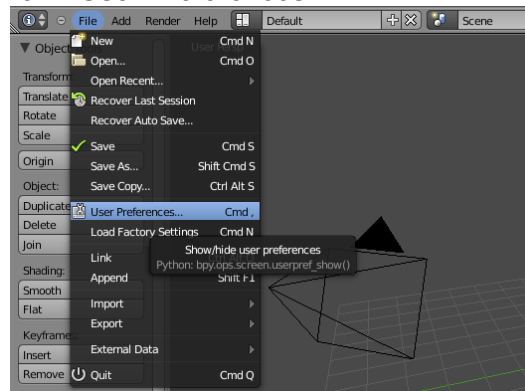 File Add Render Help Default Scene
New Cmd N
Open... Cmd O
Open Recent...
Recover Last Session
Recover Auto Save...
Save Cmd S
Save As... Shift Cmd S
Save Copy... Ctrl Alt S
User Preferences... Cmd ,
Load Factory Settings Cmd N
Show/hide user preferences
Python: bpy.ops.screen.userpref_show()
Link
Append Shift F1
Import
Export
External Data
Quit Cmd Q
User Persp
Object
Transform
Translate
Rotate
Scale
Origin
Object:
Duplicate
Delete
Join
Shading:
Smooth
Flat
Keyframe
Insert
Remove